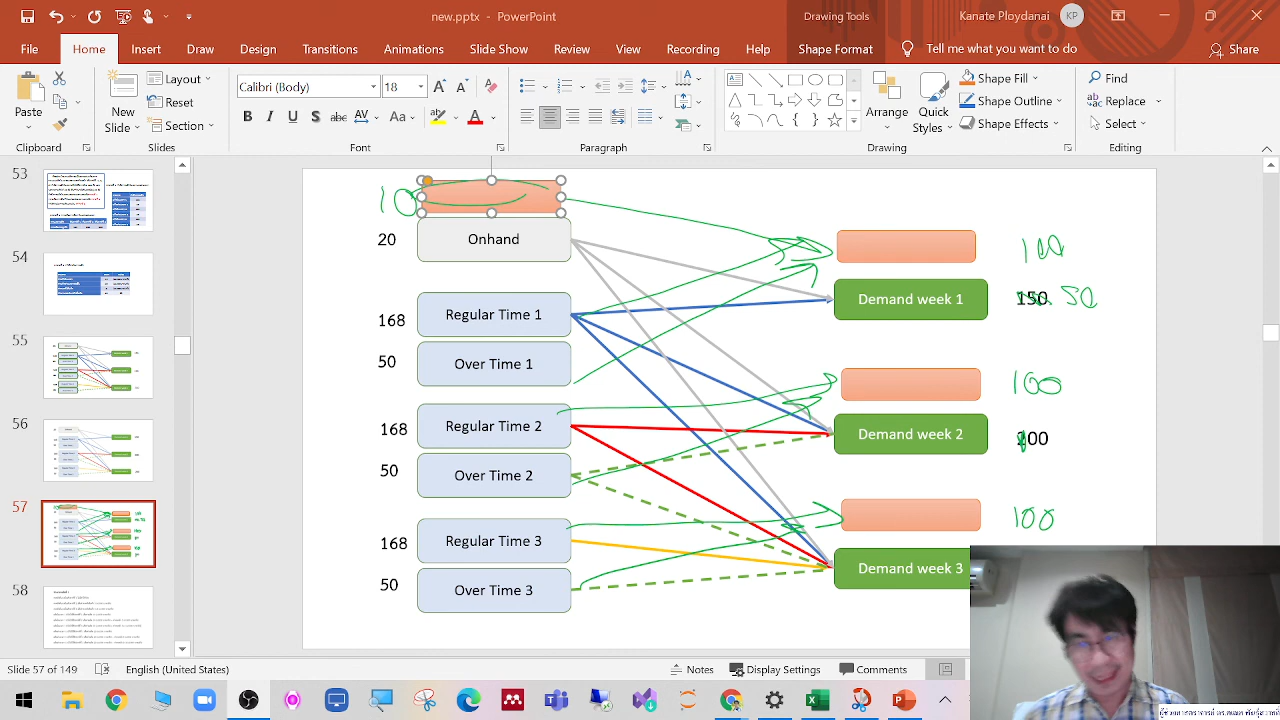 new.pptx - PowerPoint
Drawing Tools
Kanate Ploydani
KP
File Home Insert Draw Design Transitions Animations Slide Show Review View Recording Help Shape Format Tell me what you want to do Share
Paste
Layout
Reset
New Slide
Section
Calibri (Body) 18
B I U S abc AV Aa A
Arrange
Quick Styles
Shape Fill
Shape Outline
Shape Effects
Find
Replace
Select
Clipboard Slides Font Paragraph Drawing Editing
53
54
55
56
57
58
10
20 Onhand
100
Demand week 1 150 50
168 Regular Time 1
50 Over Time 1
100
168 Regular Time 2
Demand week 2 00
50 Over Time 2
100
168 Regular Time 3
Demand week 3
50 Over Time 3
Slide 57 of 149 English (United States) Notes Display Settings Comments